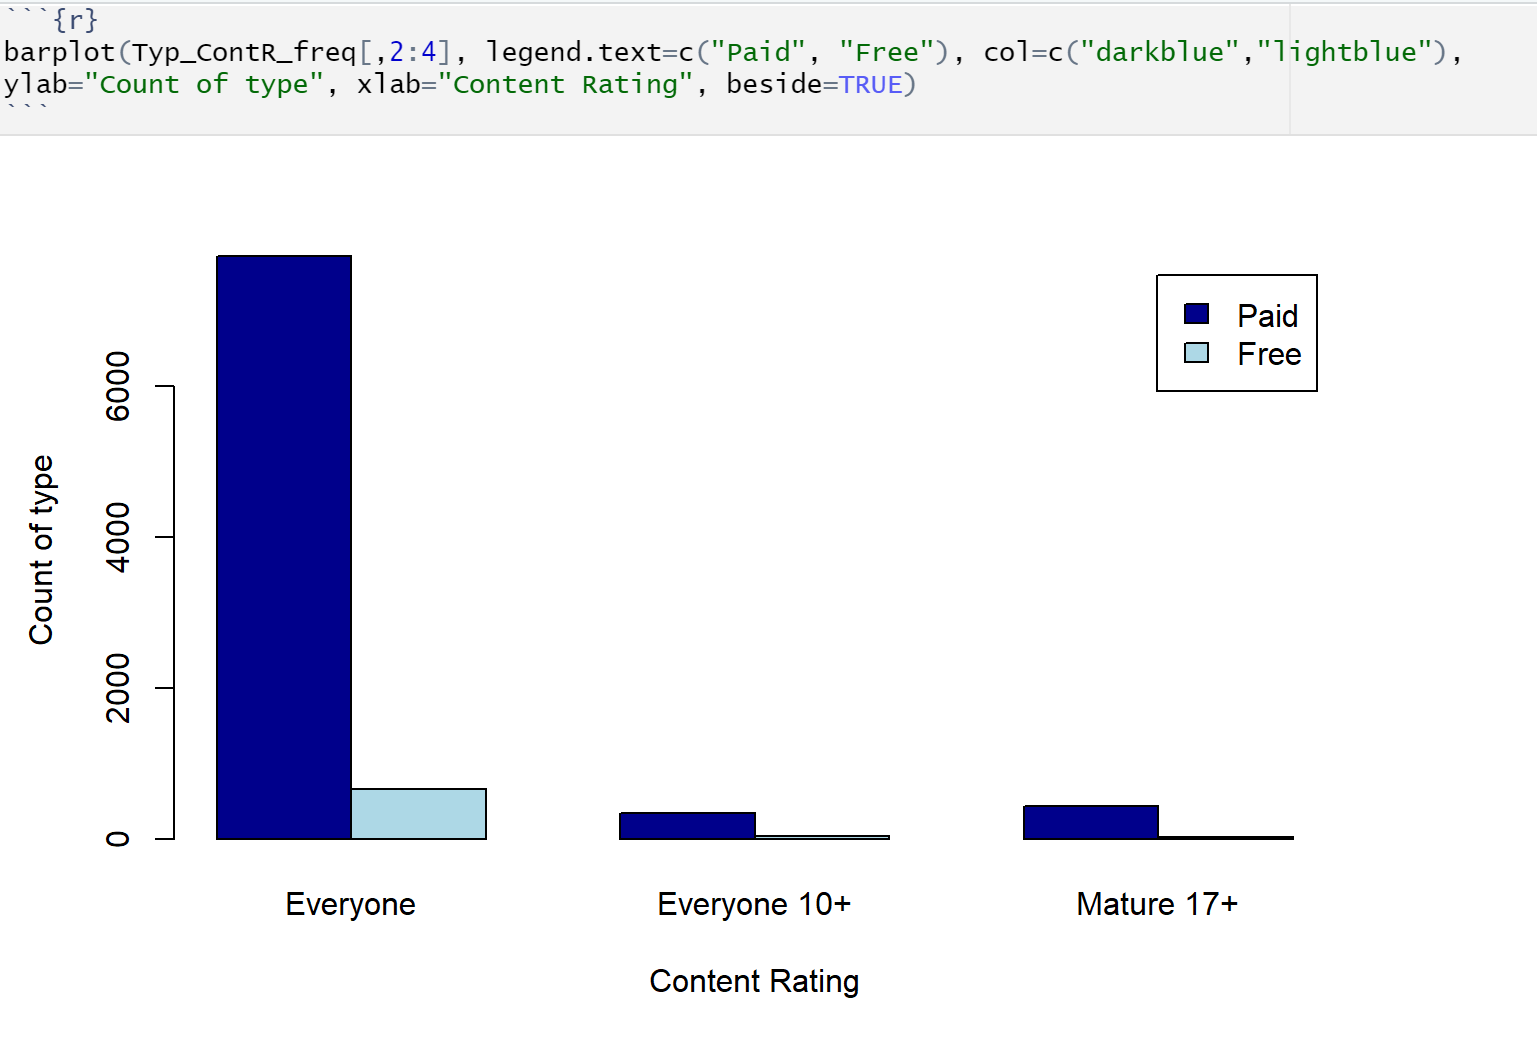 ```{r}
barplot(Typ_ContR_freq[,2:4], legend.text=c("Paid", "Free"), col=c("darkblue","lightblue"),
ylab="Count of type", xlab="Content Rating", beside=TRUE)
```
Paid
Free
6000
4000
2000
0
Count of type
Everyone
Everyone 10+
Mature 17+
Content Rating